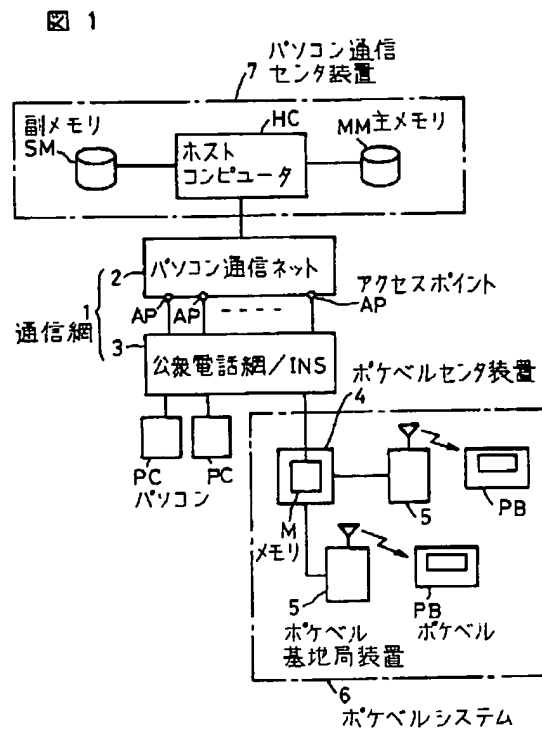 図 1
パソコン通信
センタ装置
7
HC
副メモリ
SM
ホスト
コンピュータ
MM主メモリ
2
パソコン通信ネット
アクセスポイント
AP
AP
AP
1
通信網
3
公衆電話網/INS
ポケベルセンタ装置
4
PC
PC
パソコン
M
メモリ
5
PB
5
ポケベル
基地局装置
PB
ポケベル
6
ポケベルシステム